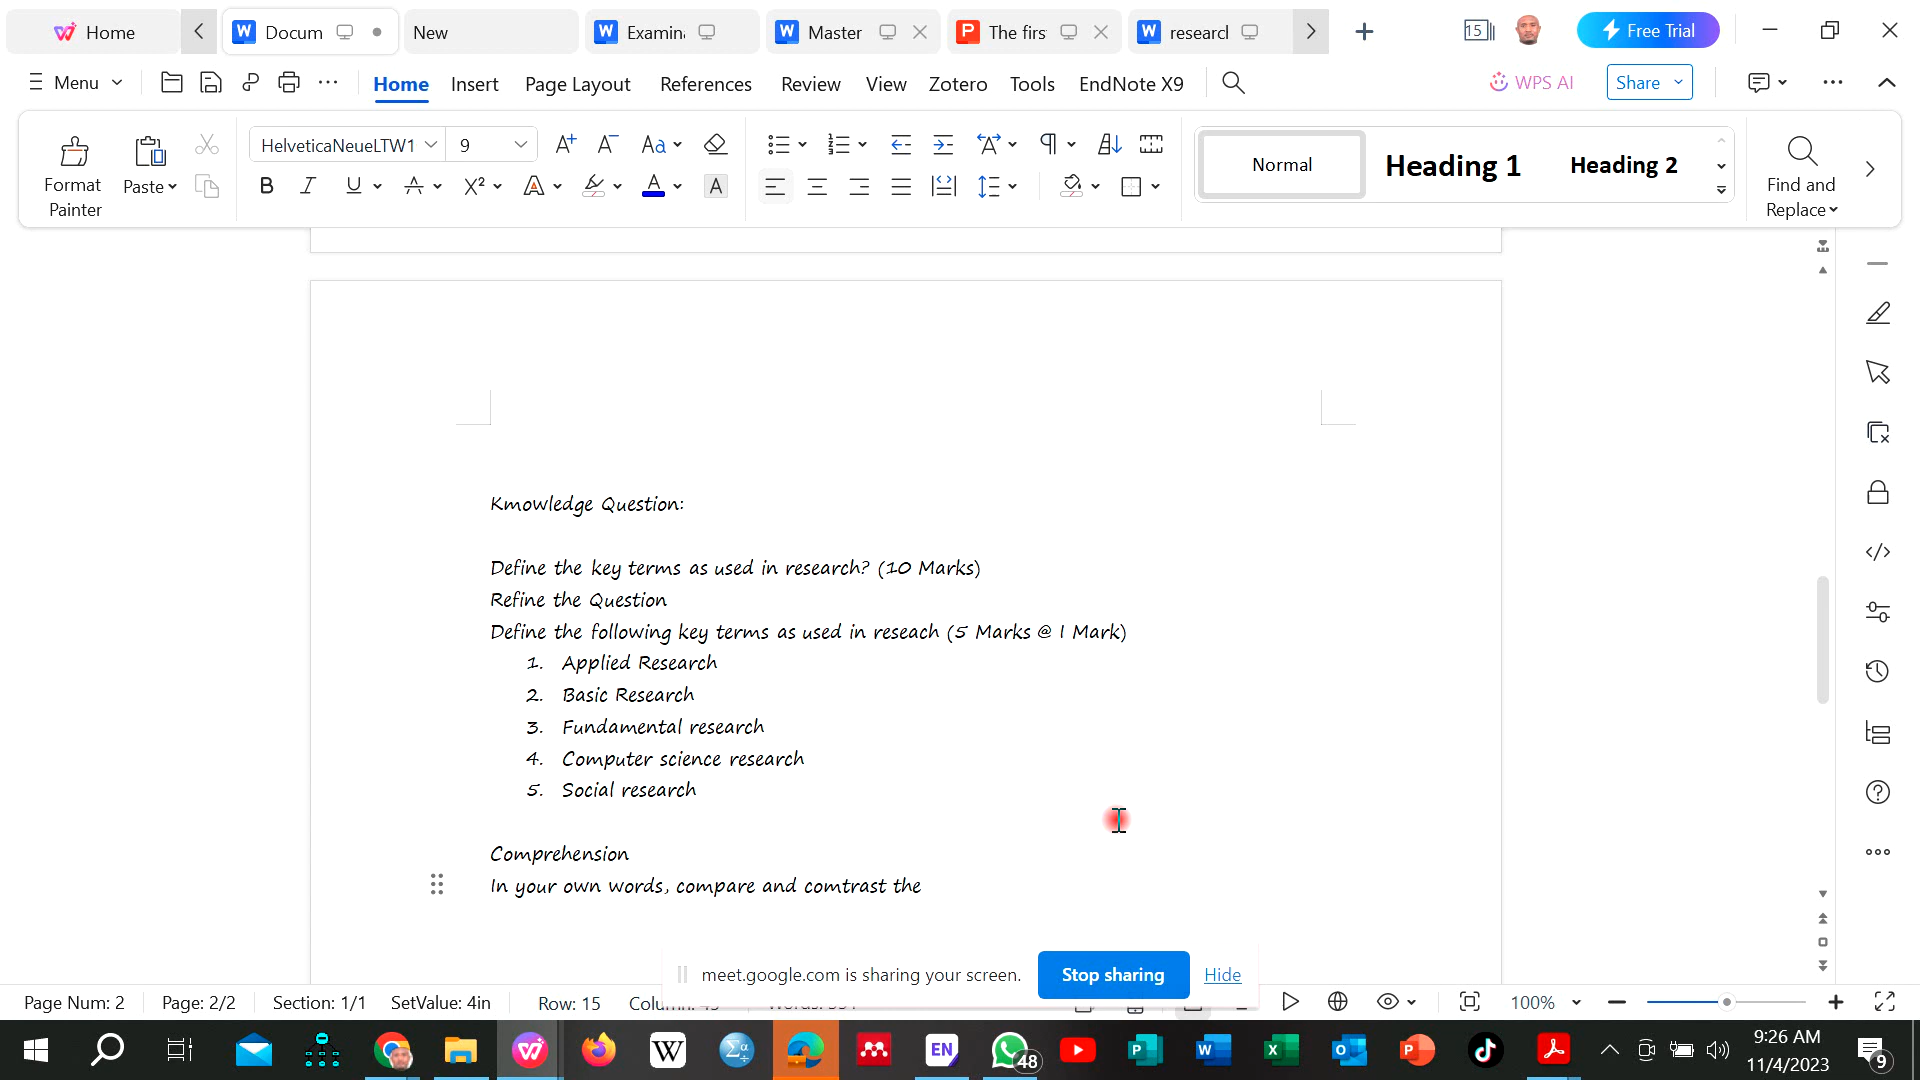 Home
Docum
New
Examin
Master
The firs
researcl
15
Free Trial
Menu
Home Insert Page Layout References Review View Zotero Tools EndNote X9
WPS AI
Share
Format
Painter
Paste
HelveticaNeueLTW1
9
Normal
Heading 1
Heading 2
Find and
Replace
Kmowledge Question:
Define the key terms as used in research? (10 Marks)
Refine the Question
Define the following key terms as used in reseach (5 Marks @ 1 Mark)
1. Applied Research
2. Basic Research
3. Fundamental research
4. Computer science research
5. Social research
Comprehension
In your own words, compare and comtrast the
meet.google.com is sharing your screen.
Stop sharing
Hide
Page Num: 2
Page: 2/2
Section: 1/1
SetValue: 4in
Row: 15
100%
EN
48
9:26 AM
11/4/2023
9